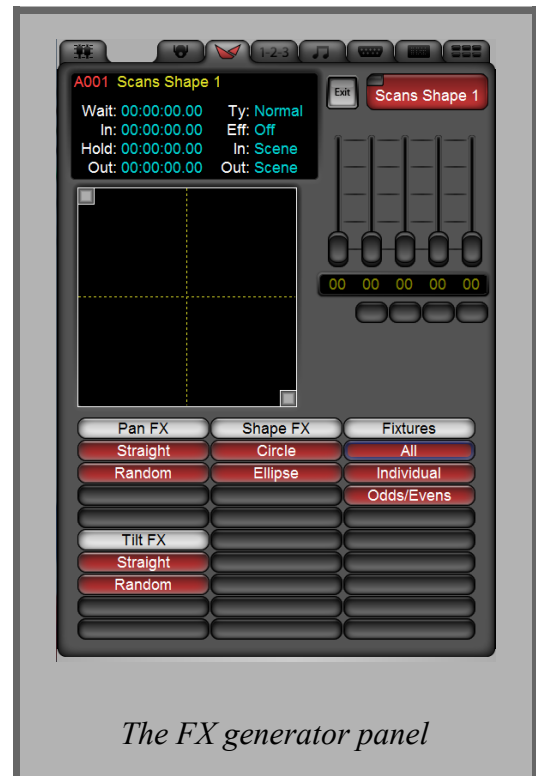 1-2-3
A001 Scans Shape 1
Wait: 00:00:00.00 Ty: Normal
In: 00:00:00.00 Eff: Off
Hold: 00:00:00.00 In: Scene
Out: 00:00:00.00 Out: Scene
Exit
Scans Shape 1
00 00 00 00 00
Pan FX Shape FX Fixtures
Straight Circle All
Random Ellipse Individual
Odds/Evens
Tilt FX
Straight
Random
The FX generator panel